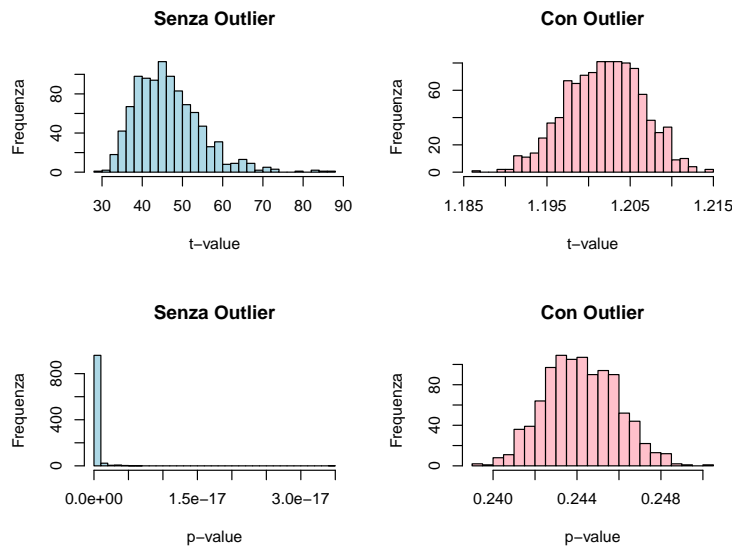 Senza Outlier
Frequenza
0 40 80
30 40 50 60 70 80 90
t−value
Con Outlier
Frequenza
0 20 60
1.185 1.195 1.205 1.215
t−value
Senza Outlier
Frequenza
0 400 800
0.0e+00 1.5e−17 3.0e−17
p−value
Con Outlier
Frequenza
0 40 80
0.240 0.244 0.248
p−value